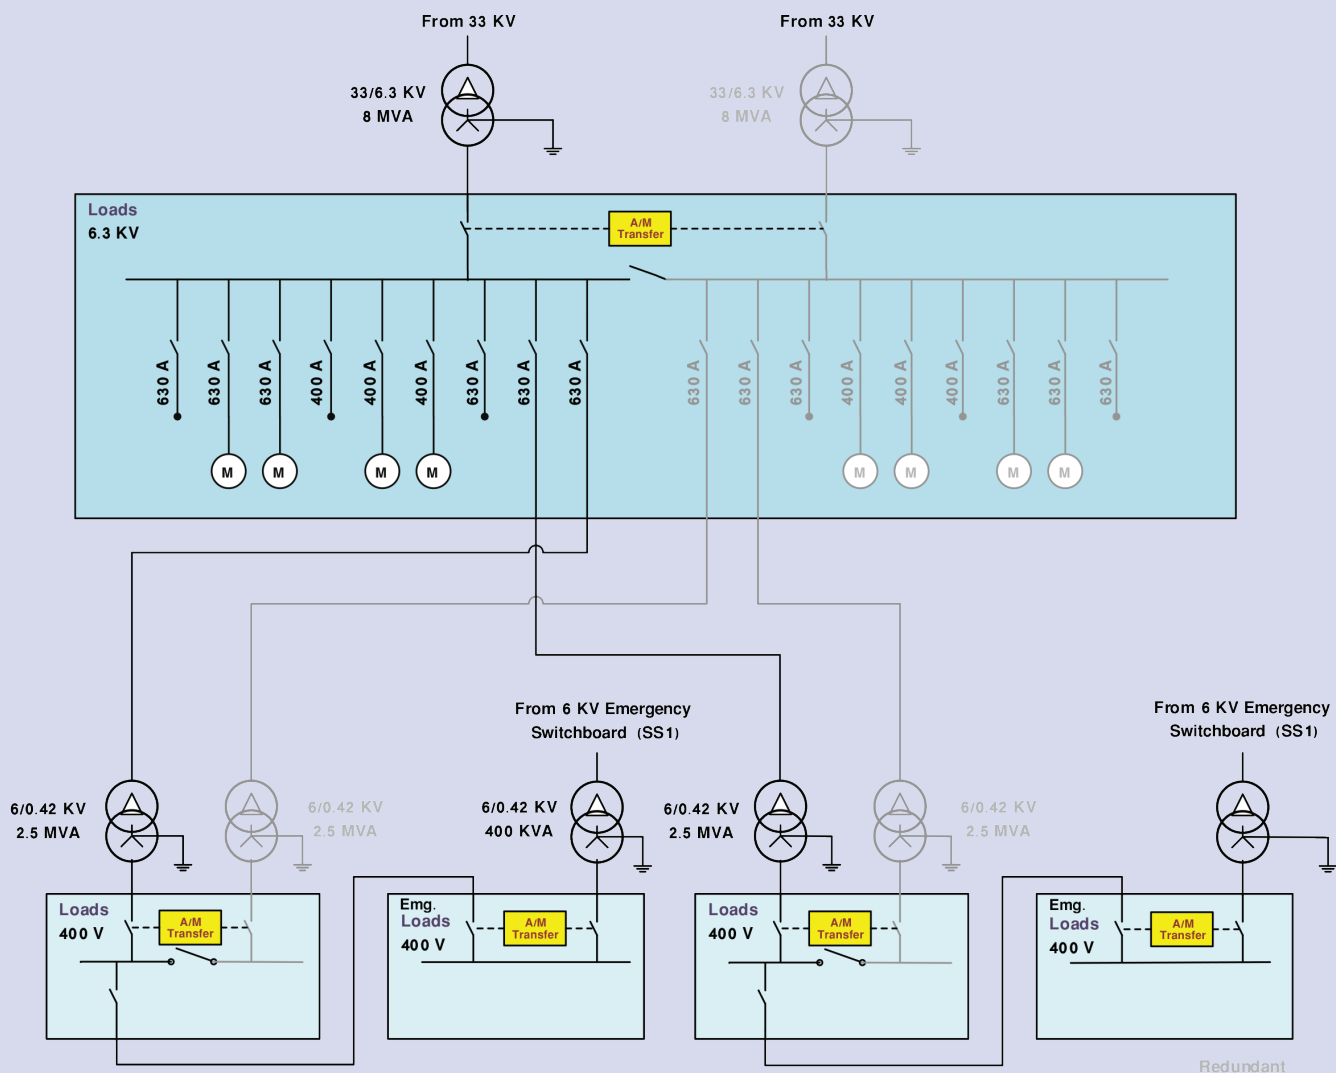 From 33 KV
From 33 KV
33/6.3 KV
8 MVA
33/6.3 KV
8 MVA
Loads
6.3 KV
A/M
Transfer
630 A
630 A
630 A
400 A
400 A
400 A
630 A
630 A
630 A
630 A
630 A
630 A
400 A
400 A
400 A
630 A
630 A
630 A
M
M
M
M
M
M
M
M
From 6 KV Emergency
Switchboard (SS1)
From 6 KV Emergency
Switchboard (SS1)
6/0.42 KV
2.5 MVA
6/0.42 KV
2.5 MVA
6/0.42 KV
400 KVA
6/0.42 KV
2.5 MVA
6/0.42 KV
2.5 MVA
Loads
400 V
A/M
Transfer
Emg.
Loads
400 V
A/M
Transfer
Loads
400 V
A/M
Transfer
Emg.
Loads
400 V
A/M
Transfer
Redundant